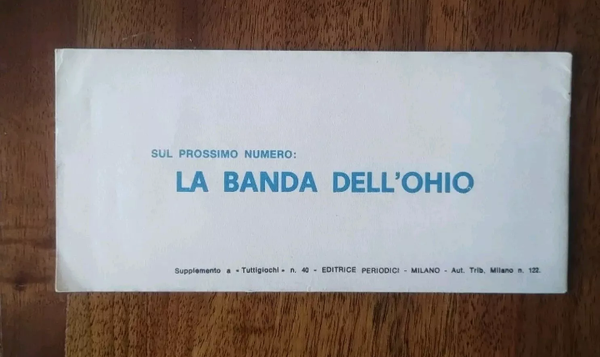 SUL PROSSIMO NUMERO:
LA BANDA DELL'OHIO
Supplemento a « Tuttigiochi » n. 40 - EDITRICE PERIODICI - MILANO - Aut. Trib. Milano n. 122.